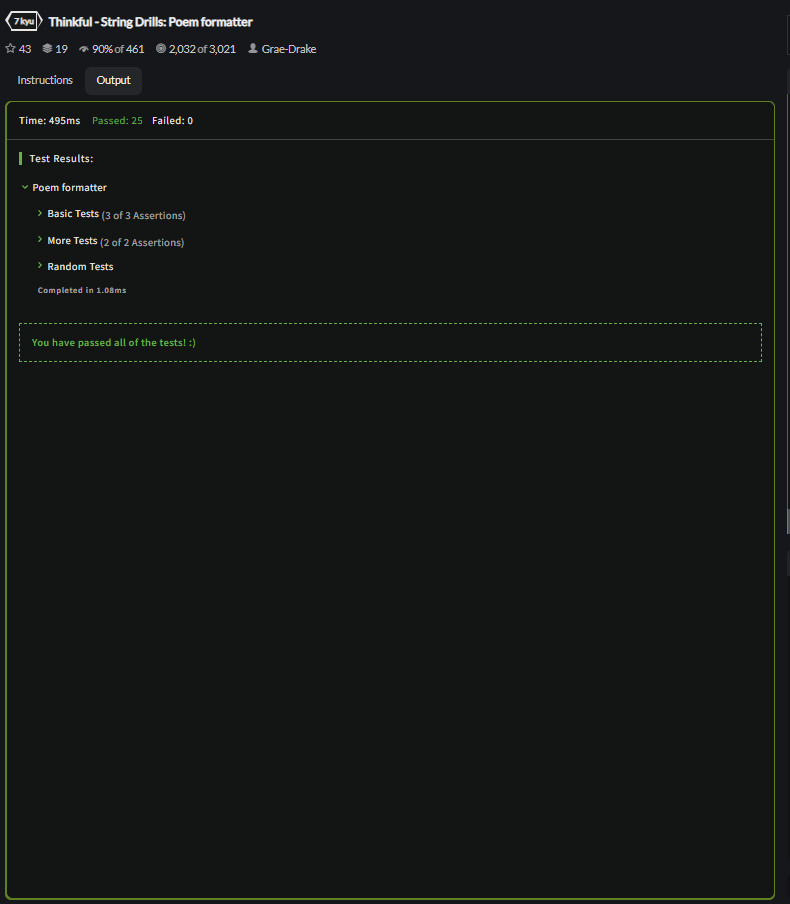 7 kyu Thinkful - String Drills: Poem formatter
43 19 90% of 461 2,032 of 3,021 Grae-Drake
Instructions Output
Time: 495ms Passed: 25 Failed: 0
Test Results:
Poem formatter
Basic Tests (3 of 3 Assertions)
More Tests (2 of 2 Assertions)
Random Tests
Completed in 1.08ms
You have passed all of the tests! :)